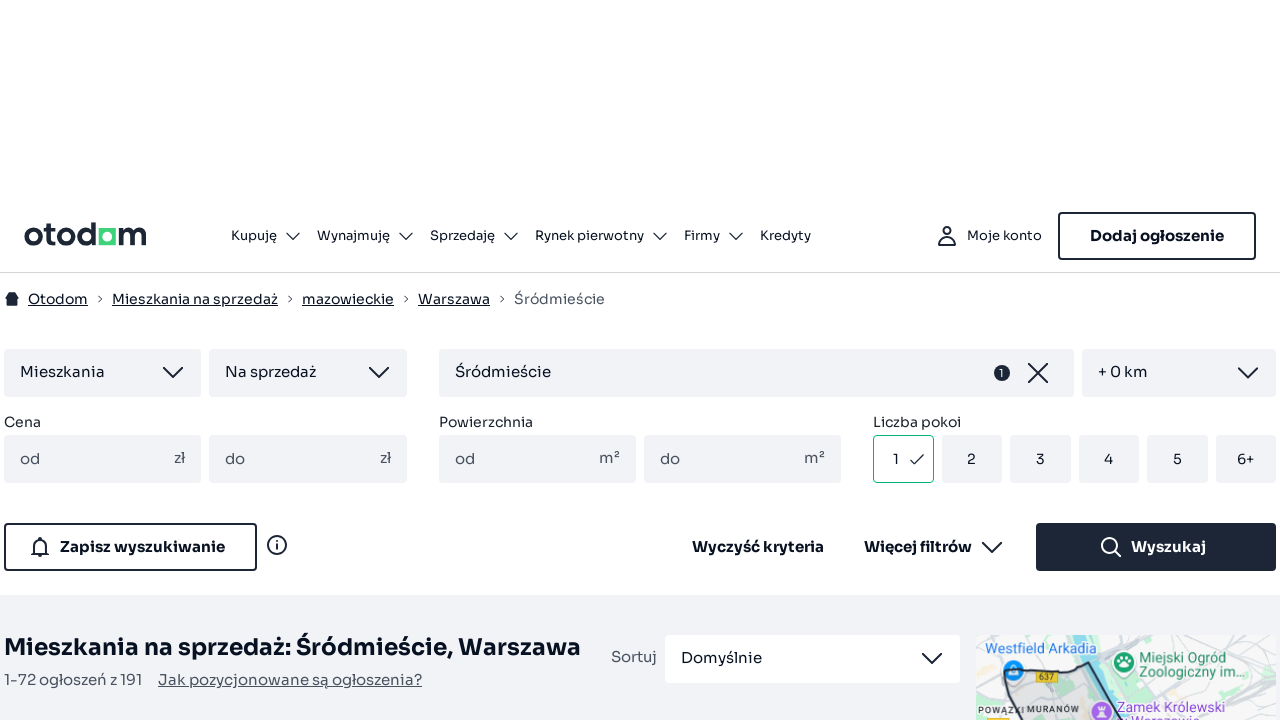 otodom
Kupuję Wynajmuję Sprzedaję Rynek pierwotny Firmy Kredyty Moje konto Dodaj ogłoszenie
Otodom > Mieszkania na sprzedaż > mazowieckie > Warszawa > Śródmieście
Mieszkania Na sprzedaż Śródmieście 1 + 0 km
Cena Powierzchnia Liczba pokoi
od zł do zł od m² do m² 1 2 3 4 5 6+
Zapisz wyszukiwanie Wyczyść kryteria Więcej filtrów Wyszukaj
Mieszkania na sprzedaż: Śródmieście, Warszawa
Sortuj Domyślnie
1-72 ogłoszeń z 191 Jak pozycjonowane są ogłoszenia?
Westfield Arkadia
Miejski Ogród
Zoologiczny im...
637
POWĄZKI MURANÓW
Zamek Królewski
w Warszawie